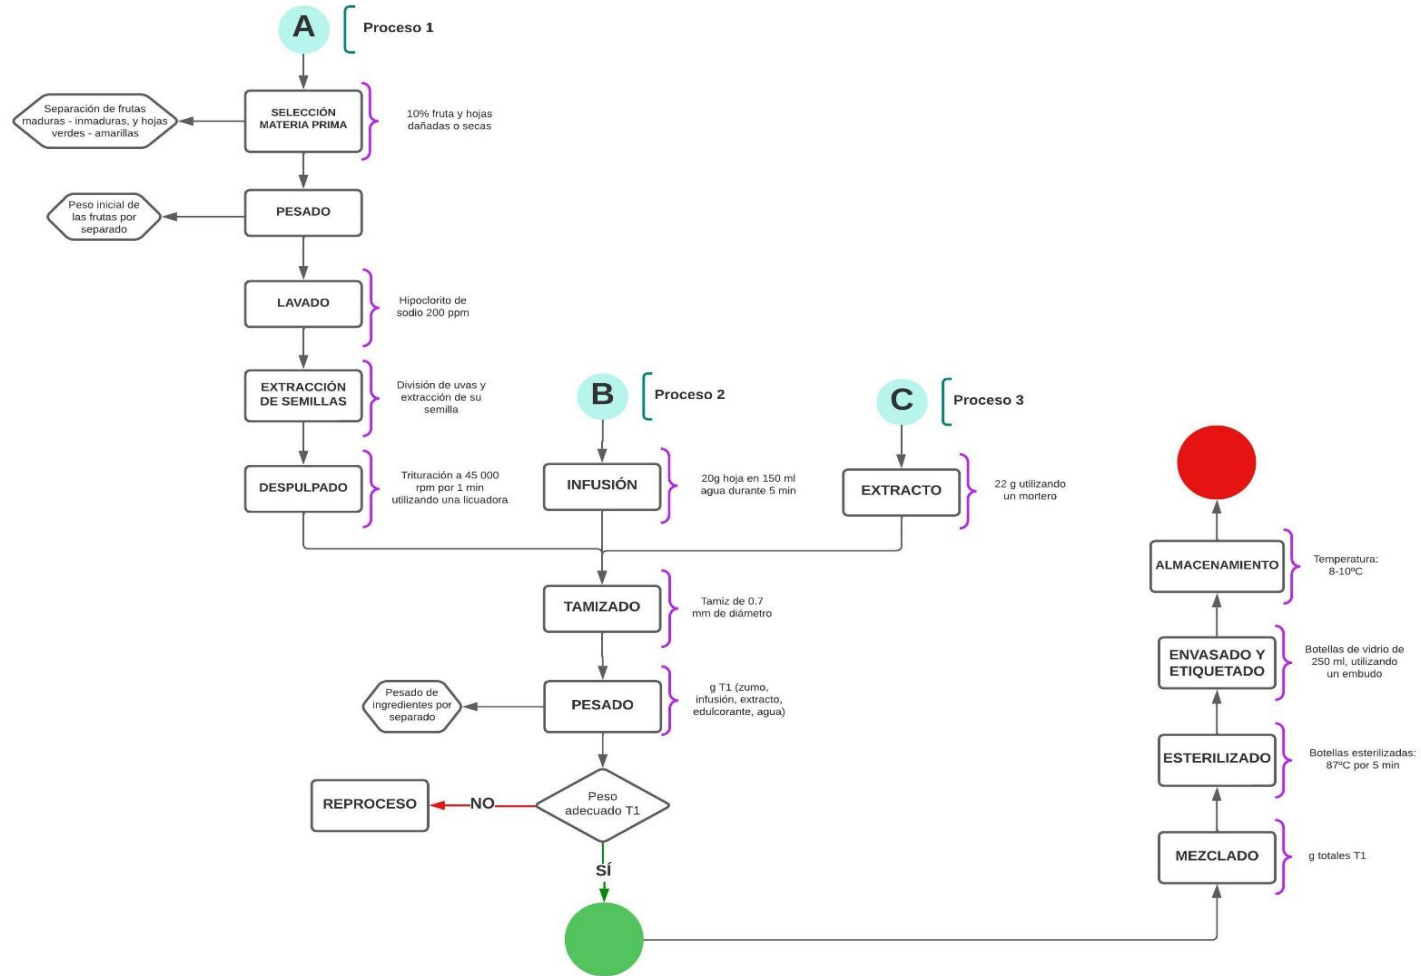 A
Proceso 1
Separación de frutas
maduras - inmaduras, y hojas
verdes - amarillas
SELECCIÓN
MATERIA PRIMA
10% fruta y hojas
dañadas o secas
Peso inicial de
las frutas por
separado
PESADO
LAVADO
Hipoclorito de
sodio 200 ppm
EXTRACCIÓN
DE SEMILLAS
División de uvas y
extracción de su
semilla
DESPULPADO
Trituración a 45 000
rpm por 1 min
utilizando una licuadora
B
Proceso 2
INFUSIÓN
20g hoja en 150 ml
agua durante 5 min
C
Proceso 3
EXTRACTO
22 g utilizando
un mortero
TAMIZADO
Tamiz de 0.7
mm de diámetro
Pesado de
ingredientes por
separado
PESADO
g T1 (zumo,
infusión, extracto,
edulcorante, agua)
REPROCESO
NO
Peso
adecuado T1
SÍ
ALMACENAMIENTO
Temperatura:
8-10ºC
ENVASADO Y
ETIQUETADO
Botellas de vidrio de
250 ml, utilizando
un embudo
ESTERILIZADO
Botellas esterilizadas:
87ºC por 5 min
MEZCLADO
g totales T1